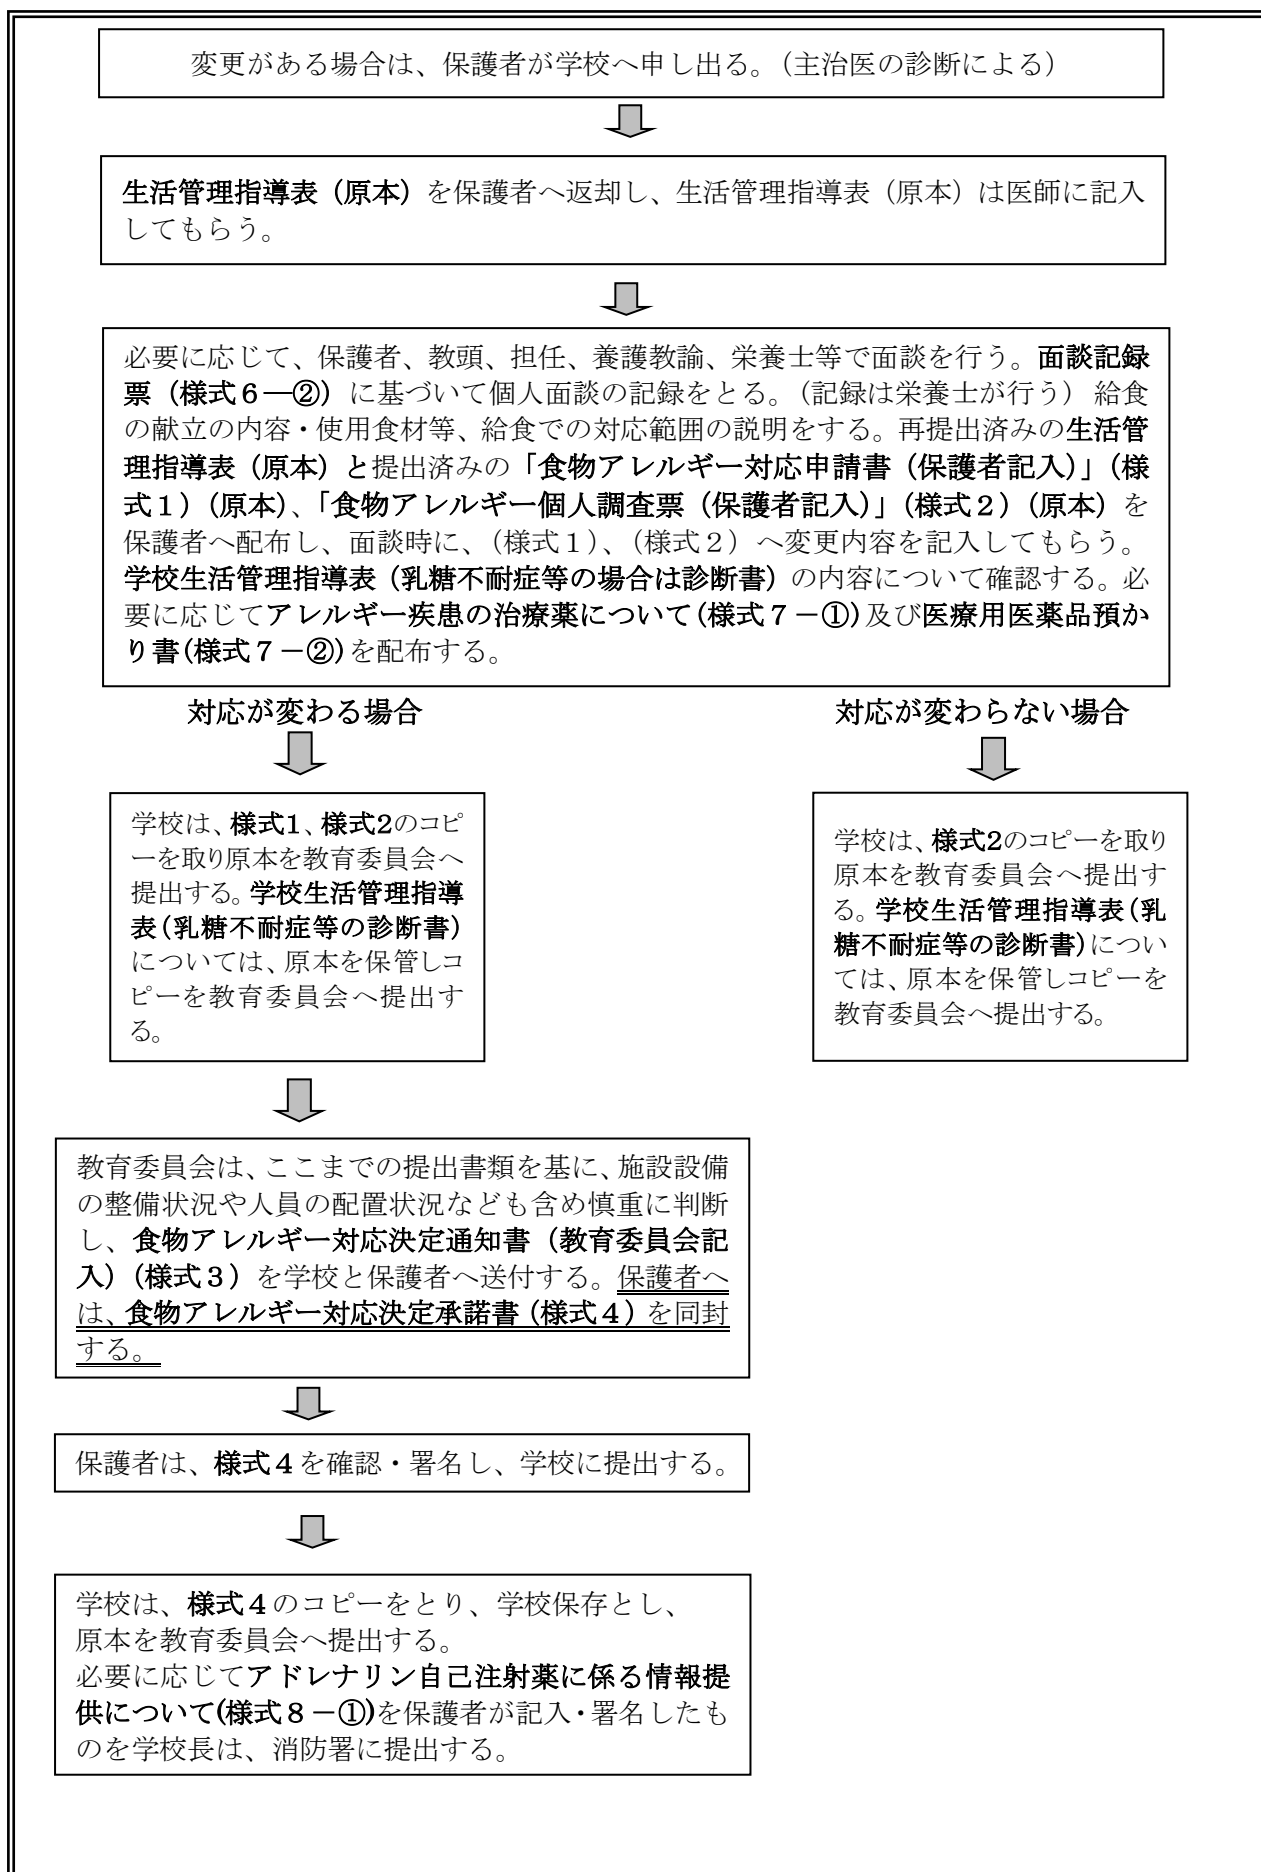 変更がある場合は、保護者が学校へ申し出る。（主治医の診断による）
生活管理指導表（原本）を保護者へ返却し、生活管理指導表（原本）は医師に記入
してもらう。
必要に応じて、保護者、教頭、担任、養護教諭、栄養士等で面談を行う。面談記録
票（様式６―②）に基づいて個人面談の記録をとる。（記録は栄養士が行う）給食
の献立の内容・使用食材等、給食での対応範囲の説明をする。再提出済みの生活管
理指導表（原本）と提出済みの「食物アレルギー対応申請書（保護者記入）」（様
式１）（原本）、「食物アレルギー個人調査票（保護者記入）」（様式２）（原本）を
保護者へ配布し、面談時に、（様式１）、（様式２）へ変更内容を記入してもらう。
学校生活管理指導表（乳糖不耐症等の場合は診断書）の内容について確認する。必
要に応じてアレルギー疾患の治療薬について(様式７－①)及び医療用医薬品預か
り書(様式７－②)を配布する。
対応が変わる場合
対応が変わらない場合
学校は、様式1、様式2のコピ
ーを取り原本を教育委員会へ
提出する。学校生活管理指導
表(乳糖不耐症等の診断書)
については、原本を保管しコ
ピーを教育委員会へ提出す
る。
学校は、様式2のコピーを取り
原本を教育委員会へ提出す
る。学校生活管理指導表(乳
糖不耐症等の診断書)につい
ては、原本を保管しコピーを
教育委員会へ提出する。
教育委員会は、ここまでの提出書類を基に、施設設備
の整備状況や人員の配置状況なども含め慎重に判断
し、食物アレルギー対応決定通知書（教育委員会記
入）（様式３）を学校と保護者へ送付する。保護者へ
は、食物アレルギー対応決定承諾書（様式４）を同封
する。
保護者は、様式４を確認・署名し、学校に提出する。
学校は、様式４のコピーをとり、学校保存とし、
原本を教育委員会へ提出する。
必要に応じてアドレナリン自己注射薬に係る情報提
供について(様式８－①)を保護者が記入・署名したも
のを学校長は、消防署に提出する。